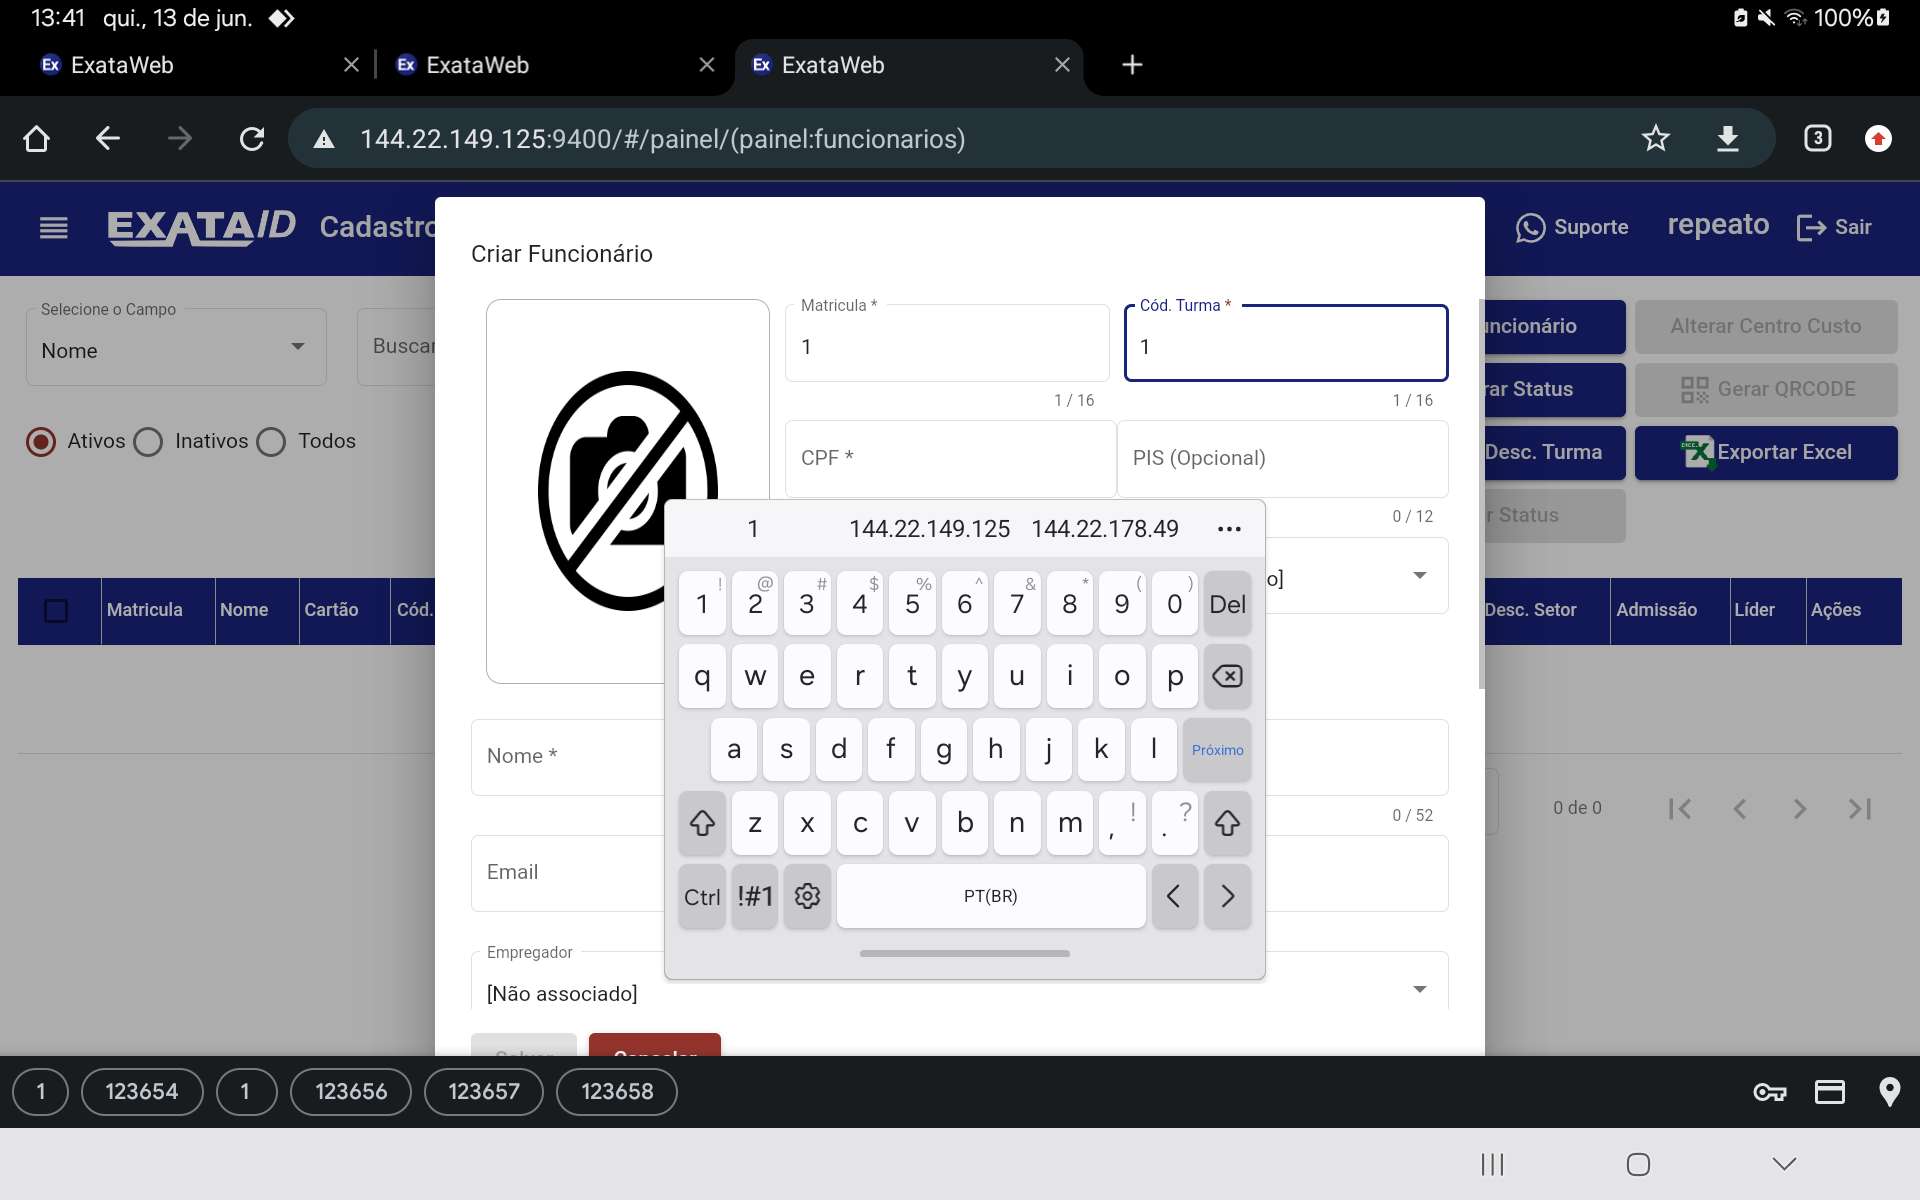 13:41 qui., 13 de jun. 100%
Ex ExataWeb Ex ExataWeb Ex ExataWeb
144.22.149.125:9400/#/painel/(painel:funcionarios) 3
EXATA ID Cadastro Suporte repeato Sair
Criar Funcionário
Selecione o Campo
Nome
Buscar
Ativos Inativos Todos
Matricula *
1
1 / 16
Cód. Turma *
1
1 / 16
CPF *
PIS (Opcional)
0 / 12
o]
uncionário Alterar Centro Custo
rar Status Gerar QRCODE
Desc. Turma Exportar Excel
r Status
Matricula Nome Cartão Cód. Desc. Setor Admissão Líder Ações
0 de 0
Nome *
0 / 52
Email
Empregador
[Não associado]
Cancelar
1 144.22.149.125 144.22.178.49 ...
! @ # $ % ^ & * ( )
1 2 3 4 5 6 7 8 9 0 Del
q w e r t y u i o p
a s d f g h j k l Próximo
z x c v b n m , ! . ?
Ctrl !#1 PT(BR) < >
1 123654 1 123656 123657 123658